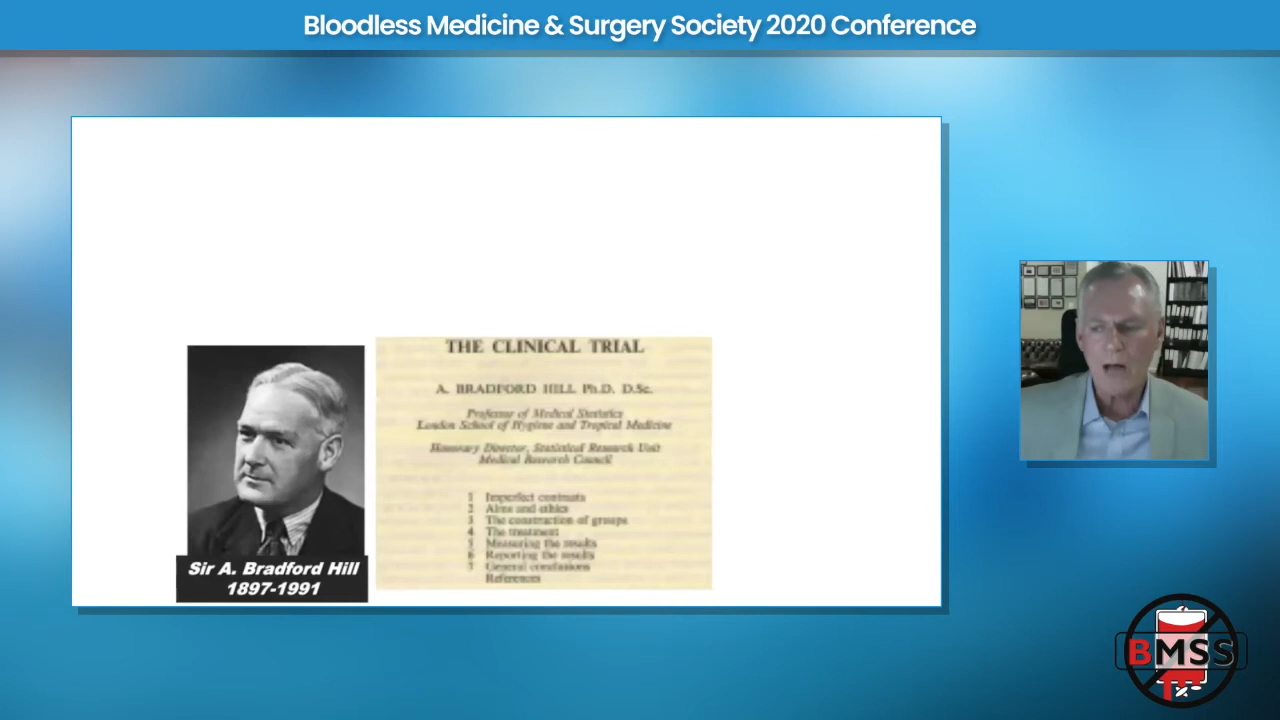 Bloodless Medicine & Surgery Society 2020 Conference
THE CLINICAL TRIAL
A. BRADFORD HILL Ph.D. D.Sc.
Professor of Medical Statistics
London School of Hygiene and Tropical Medicine
Honorary Director, Statistical Research Unit
Medical Research Council
1 Imperfect contrasts
2 Aims and ethics
3 The construction of groups
4 The treatment
5 Measuring the results
6 Reporting the results
7 General conclusions
References
Sir A. Bradford Hill
1897-1991
BMSS